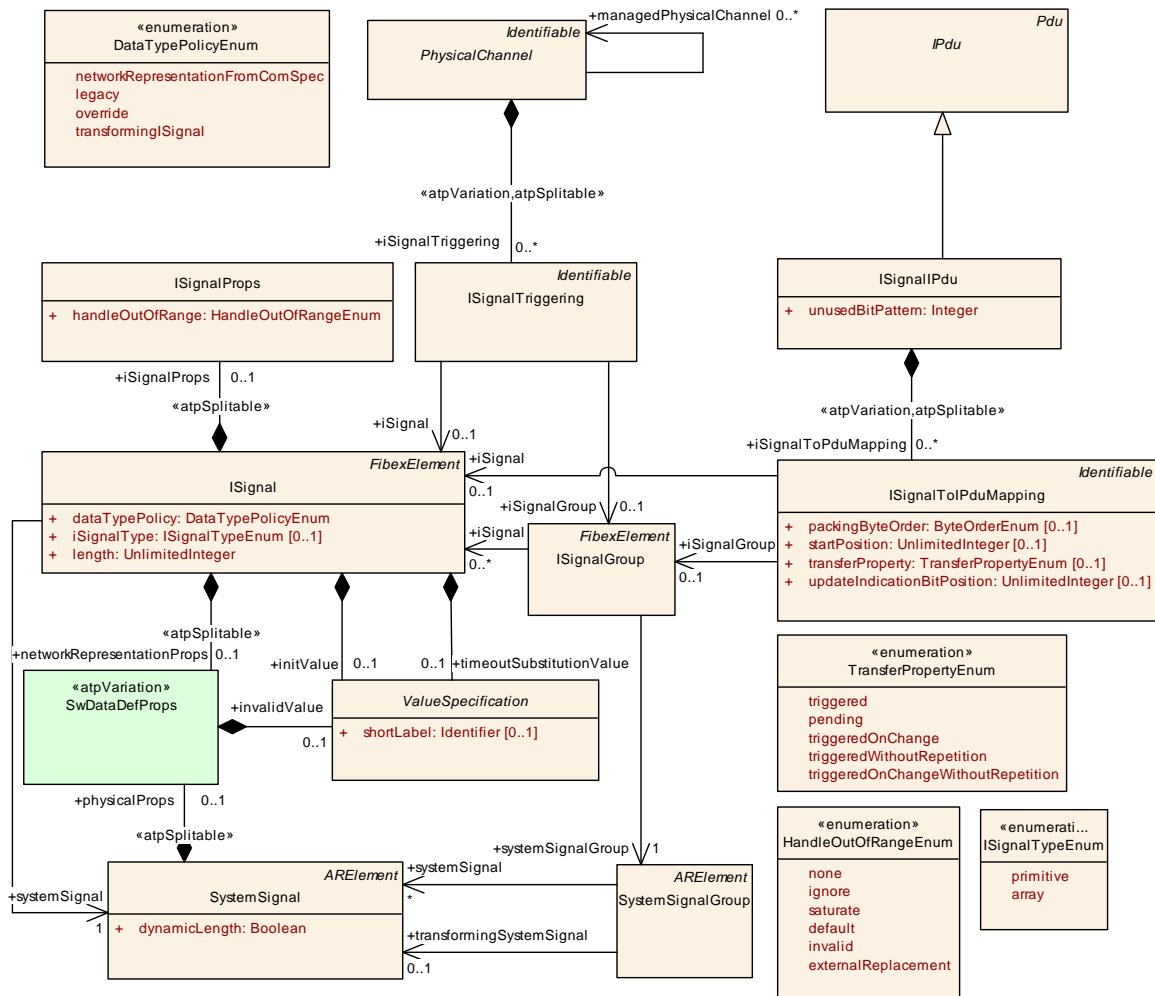 «enumeration»
DataTypePolicyEnum
networkRepresentationFromComSpec
legacy
override
transformingISignal
Identifiable
PhysicalChannel
+managedPhysicalChannel 0..*
Pdu
IPdu
«atpVariation,atpSplitable»
+iSignalTriggering 0..*
ISignalProps
+ handleOutOfRange: HandleOutOfRangeEnum
Identifiable
ISignalTriggering
ISignalIPdu
+ unusedBitPattern: Integer
+iSignalProps 0..1
«atpSplitable»
«atpVariation,atpSplitable»
+iSignalToPduMapping 0..*
+iSignal 0..1
FibexElement
ISignal
+ dataTypePolicy: DataTypePolicyEnum
+ iSignalType: ISignalTypeEnum [0..1]
+ length: UnlimitedInteger
+iSignal
0..1
+iSignalGroup 0..1
+iSignal
0..*
FibexElement
ISignalGroup
+iSignalGroup
0..1
Identifiable
ISignalToIPduMapping
+ packingByteOrder: ByteOrderEnum [0..1]
+ startPosition: UnlimitedInteger [0..1]
+ transferProperty: TransferPropertyEnum [0..1]
+ updateIndicationBitPosition: UnlimitedInteger [0..1]
«atpSplitable»
+networkRepresentationProps 0..1
+initValue 0..1
0..1 +timeoutSubstitutionValue
«atpVariation»
SwDataDefProps
+invalidValue
0..1
ValueSpecification
+ shortLabel: Identifier [0..1]
«enumeration»
TransferPropertyEnum
triggered
pending
triggeredOnChange
triggeredWithoutRepetition
triggeredOnChangeWithoutRepetition
+physicalProps 0..1
«atpSplitable»
+systemSignalGroup 1
«enumeration»
HandleOutOfRangeEnum
none
ignore
saturate
default
invalid
externalReplacement
«enumerati...
ISignalTypeEnum
primitive
array
+systemSignal
1
ARElement
SystemSignal
+ dynamicLength: Boolean
+systemSignal
*
+transformingSystemSignal
0..1
ARElement
SystemSignalGroup